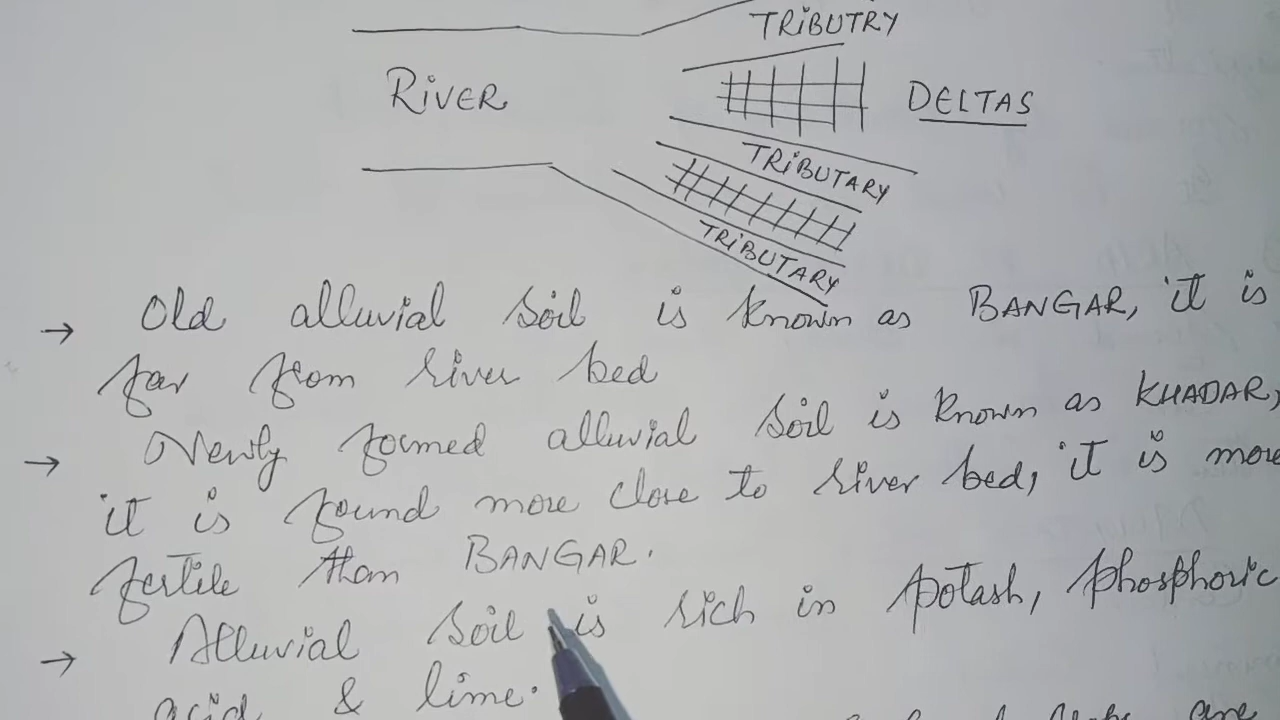 TRIBUTRY
RIVER
DELTAS
TRIBUTARY
TRIBUTARY
→ Old alluvial soil is known as BANGAR, it is
far from river bed
→ Newly formed alluvial soil is known as KHADAR,
it is found more close to river bed, it is more
fertile than BANGAR.
→ Alluvial soil is rich in potash, phosphoric
acid & lime.
are